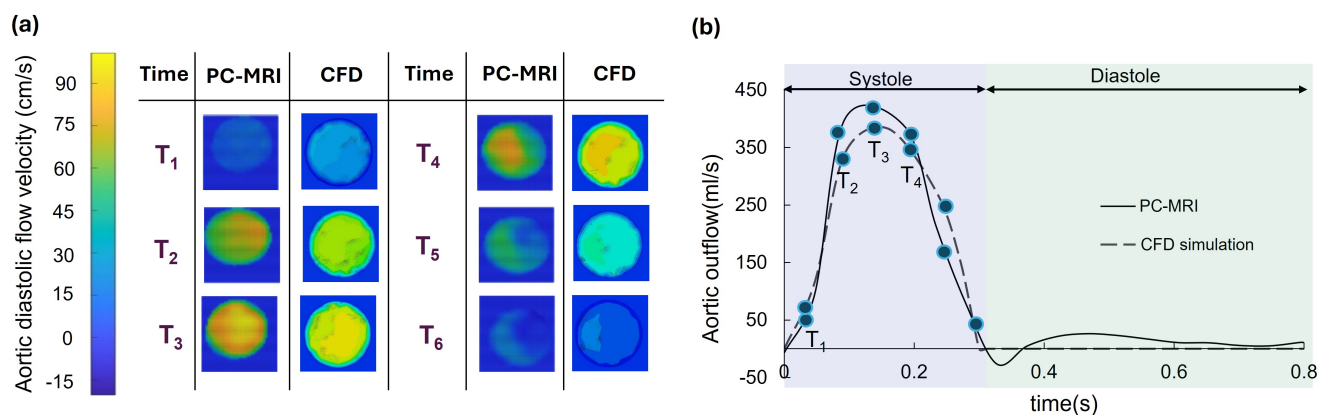 (a)
Aortic diastolic flow velocity (cm/s)
90
75
60
45
30
15
0
-15
Time PC-MRI CFD Time PC-MRI CFD
T1 T4
T2 T5
T3 T6
(b)
Aortic outflow(ml/s)
450
350
250
150
50
-50
Systole Diastole
T1
T2
T3
T4
PC-MRI
CFD simulation
0 0.2 0.4 0.6 0.8
time(s)